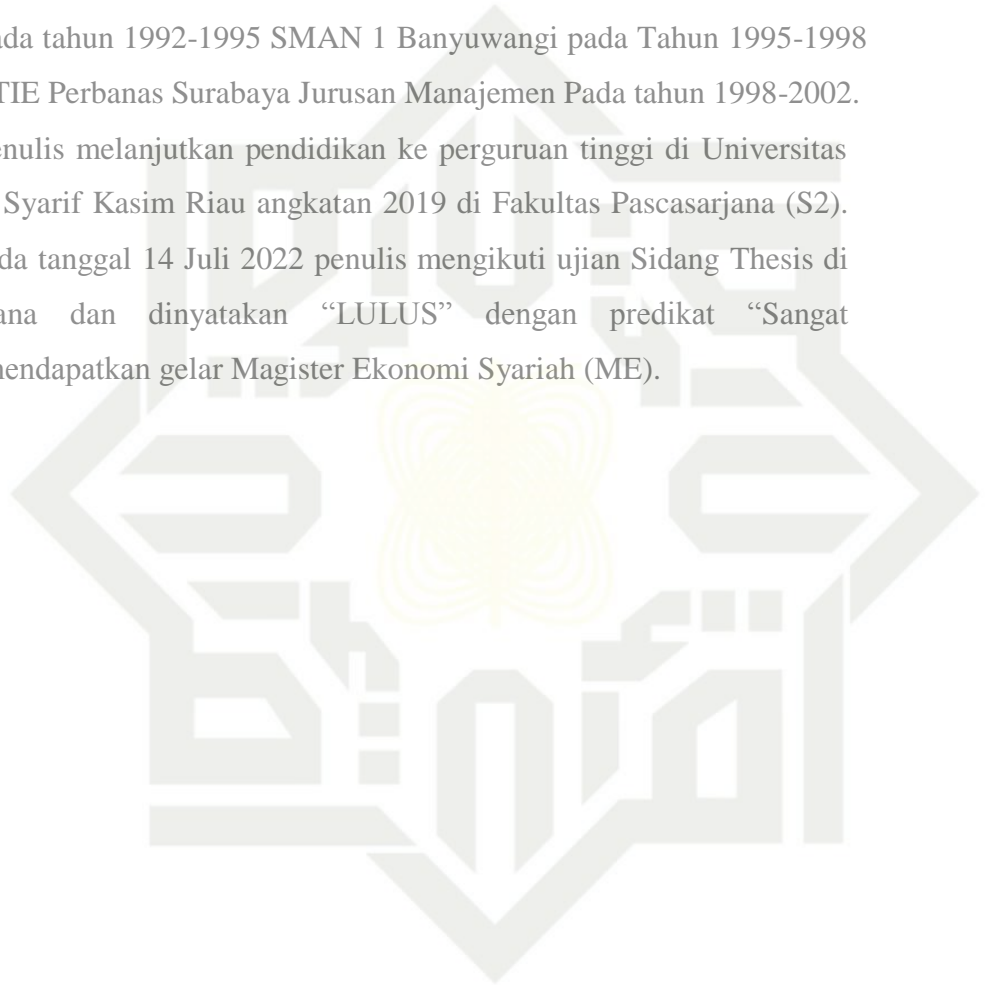 ada tahun 1992-1995 SMAN 1 Banyuwangi pada Tahun 1995-1998
TIE Perbanas Surabaya Jurusan Manajemen Pada tahun 1998-2002.
enulis melanjutkan pendidikan ke perguruan tinggi di Universitas
Syarif Kasim Riau angkatan 2019 di Fakultas Pascasarjana (S2).
da tanggal 14 Juli 2022 penulis mengikuti ujian Sidang Thesis di
ana dan dinyatakan “LULUS” dengan predikat “Sangat
mendapatkan gelar Magister Ekonomi Syariah (ME).